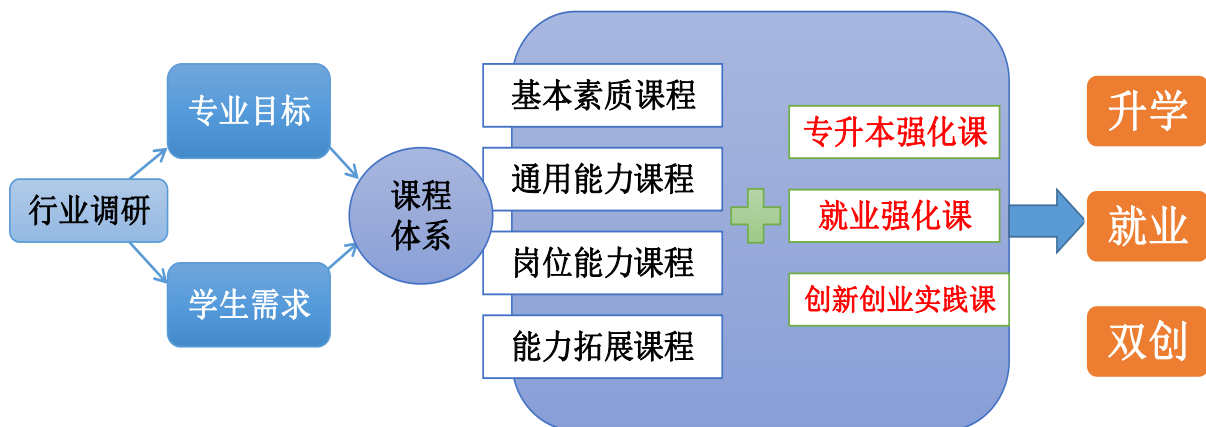 行业调研
专业目标
学生需求
课程
体系
基本素质课程
通用能力课程
岗位能力课程
能力拓展课程
专升本强化课
就业强化课
创新创业实践课
升学
就业
双创